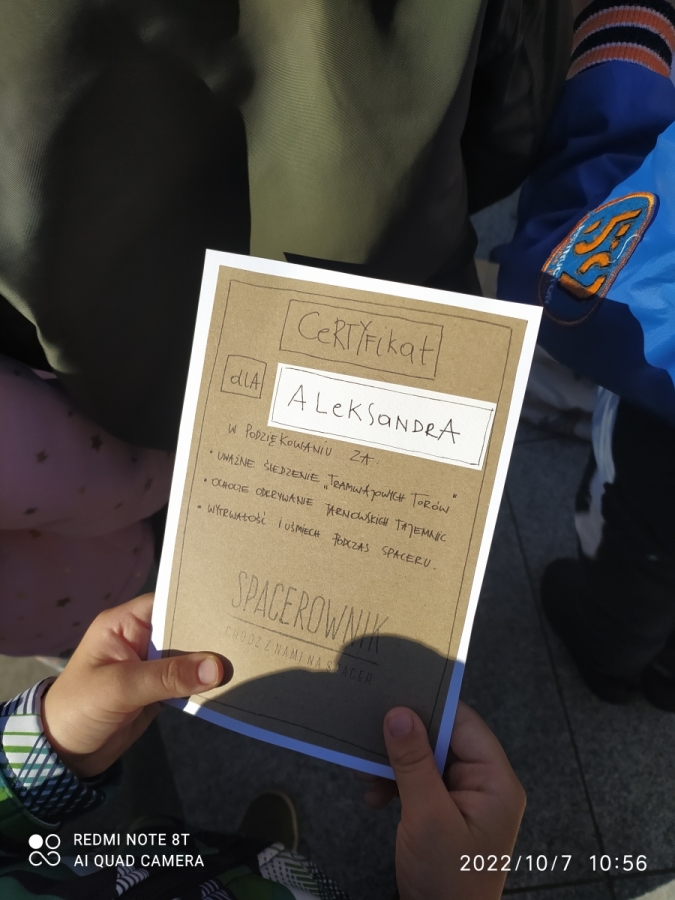 CeRTYFikat
dLA
ALekSandRA
W PODZIĘKOWANIU ZA:
• UWAŻNE ŚLEDZENIE „TRAMWAJOWYCH TORÓW"
• OCHOCZE ODKRYWANIE TARNOWSKICH TAJEMNIC
• WYTRWAŁOŚĆ I UŚMIECH PODCZAS SPACERU.
SPACEROWNIK
CHODŹ Z NAMI NA SPACER
REDMI NOTE 8T
AI QUAD CAMERA
2022/10/7 10:56